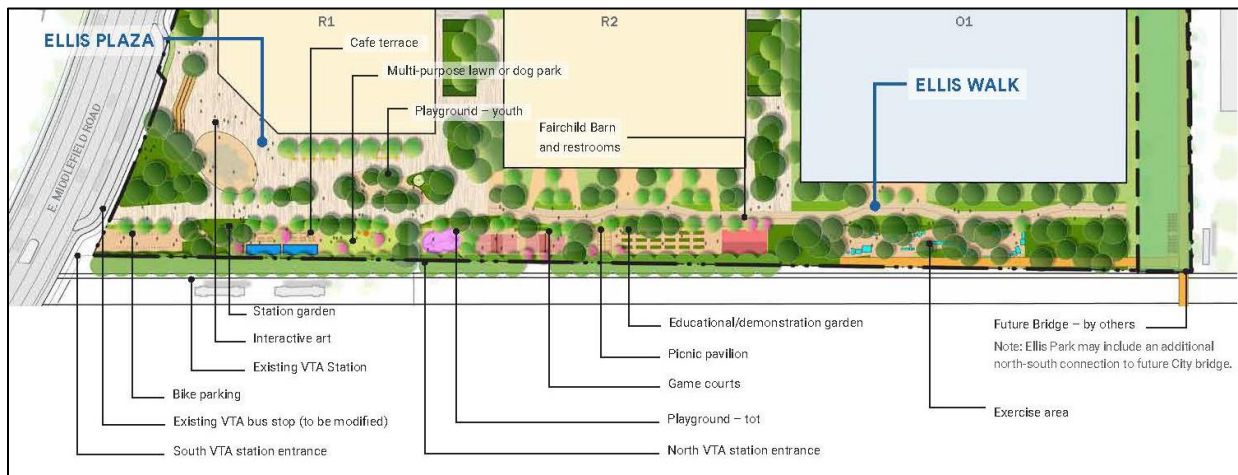 R1
R2
O1
ELLIS PLAZA
Cafe terrace
Multi-purpose lawn or dog park
Playground – youth
ELLIS WALK
Fairchild Barn
and restrooms
E. MIDDLEFIELD ROAD
Station garden
Interactive art
Existing VTA Station
Bike parking
Existing VTA bus stop (to be modified)
South VTA station entrance
Educational/demonstration garden
Picnic pavilion
Game courts
Playground – tot
North VTA station entrance
Future Bridge – by others
Note: Ellis Park may include an additional
north-south connection to future City bridge.
Exercise area